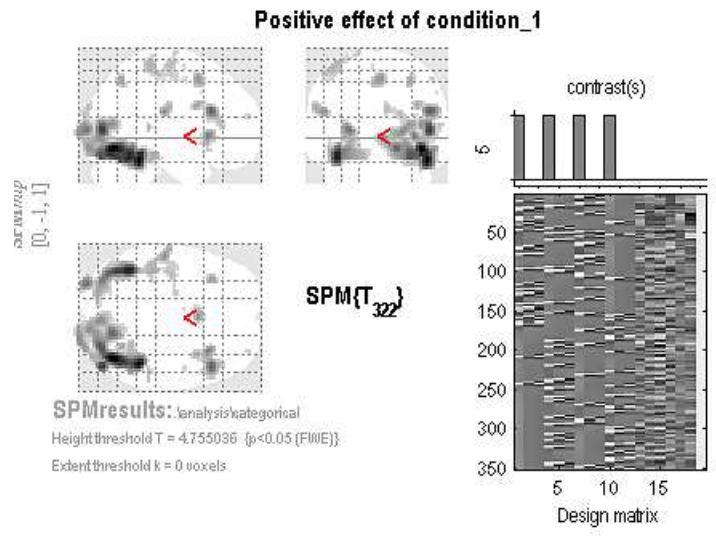 Positive effect of condition_1
contrast(s)
5
[0, -1, 1]
<
<
<
SPM{T322}
50
100
150
200
250
300
350
5 10 15
Design matrix
SPMresults: .\analysis\categorical
Height threshold T = 4.755036 {p<0.05 (FWE)}
Extent threshold k = 0 voxels